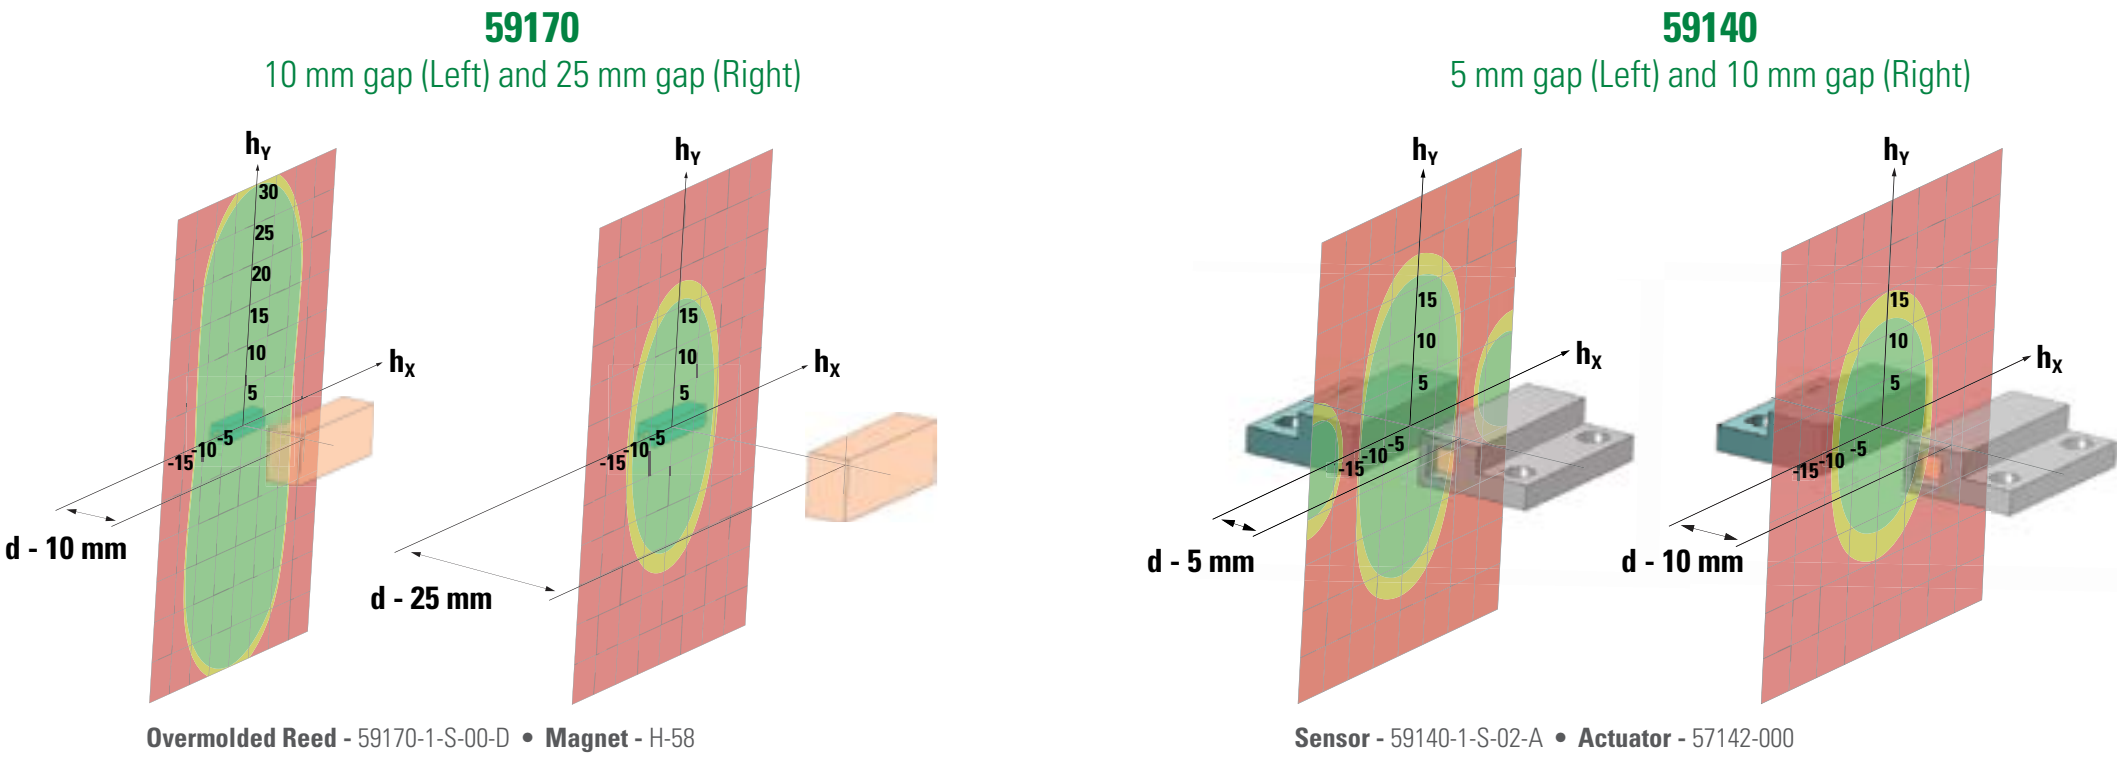 59170
10 mm gap (Left) and 25 mm gap (Right)
hY
30
25
20
15
10
5
hX
-5
-10
-15
d - 10 mm
hY
15
10
5
hX
-5
-10
-15
d - 25 mm
Overmolded Reed - 59170-1-S-00-D • Magnet - H-58
59140
5 mm gap (Left) and 10 mm gap (Right)
hY
15
10
5
hX
-5
-10
-15
d - 5 mm
hY
15
10
5
hX
-5
-10
-15
d - 10 mm
Sensor - 59140-1-S-02-A • Actuator - 57142-000